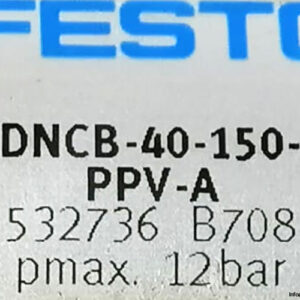 FESTO
DNCB-40-150-
PPV-A
532736 B708
pmax. 12bar